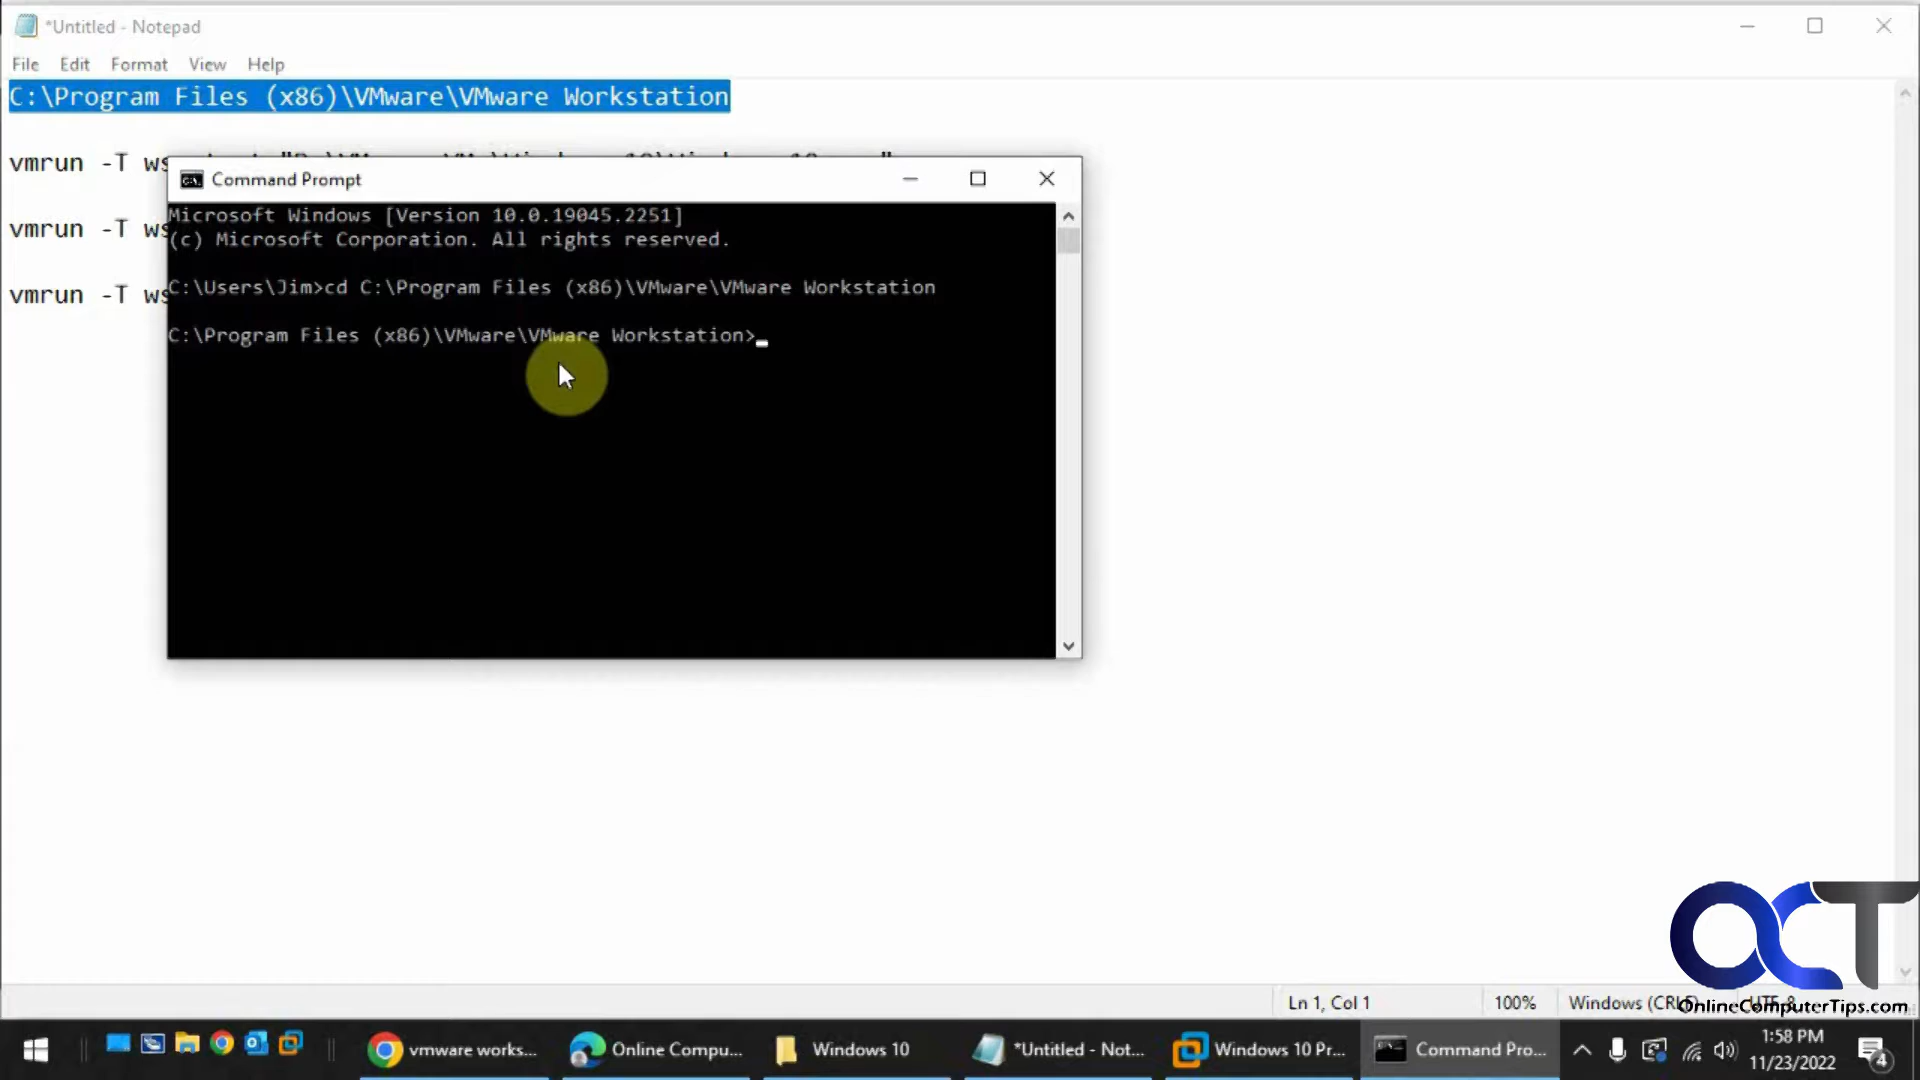 *Untitled - Notepad
File Edit Format View Help
C:\Program Files (x86)\VMware\VMware Workstation
vmrun -T ws
Command Prompt
Microsoft Windows [Version 10.0.19045.2251]
(c) Microsoft Corporation. All rights reserved.
vmrun -T ws
C:\Users\Jim>cd C:\Program Files (x86)\VMware\VMware Workstation
vmrun -T ws
C:\Program Files (x86)\VMware\VMware Workstation>
OCT
OnlineComputerTips.com
Ln 1, Col 1 100% Windows (CRLF) UTF-8
vmware works... Online Compu... Windows 10 *Untitled - Not... Windows 10 Pr... Command Pro... 1:58 PM
11/23/2022 4